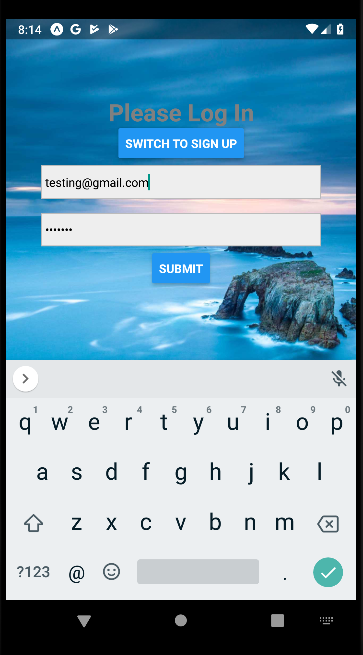 8:14
Please Log In
SWITCH TO SIGN UP
testing@gmail.com
•••••••
SUBMIT
1 2 3 4 5 6 7 8 9 0
q w e r t y u i o p
a s d f g h j k l
z x c v b n m
?123 @ .